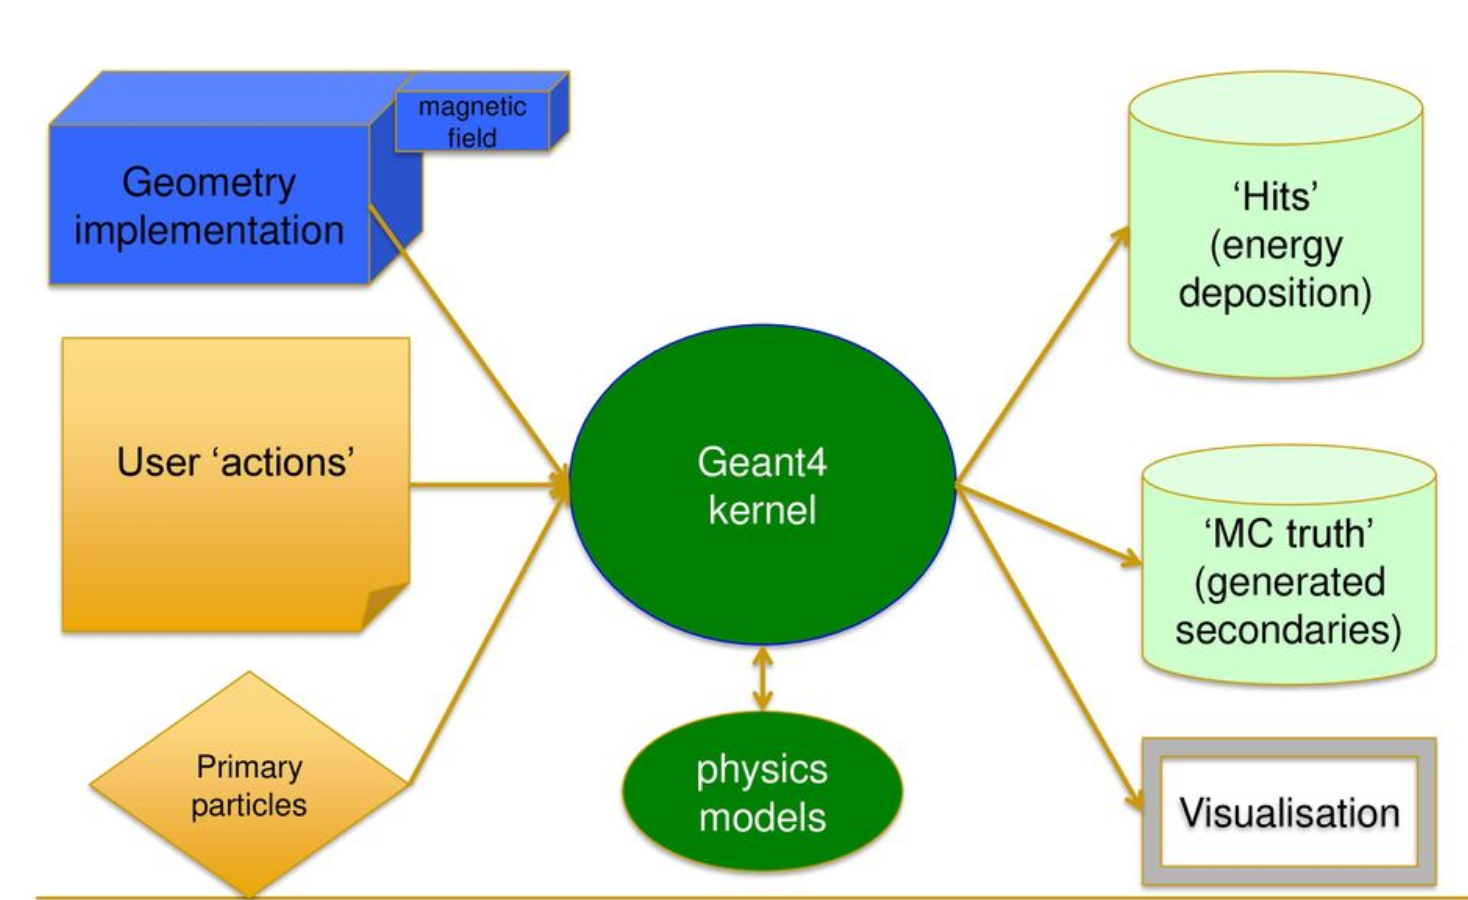 magnetic
field
Geometry
implementation
User ‘actions’
Primary
particles
Geant4
kernel
physics
models
‘Hits’
(energy
deposition)
‘MC truth’
(generated
secondaries)
Visualisation